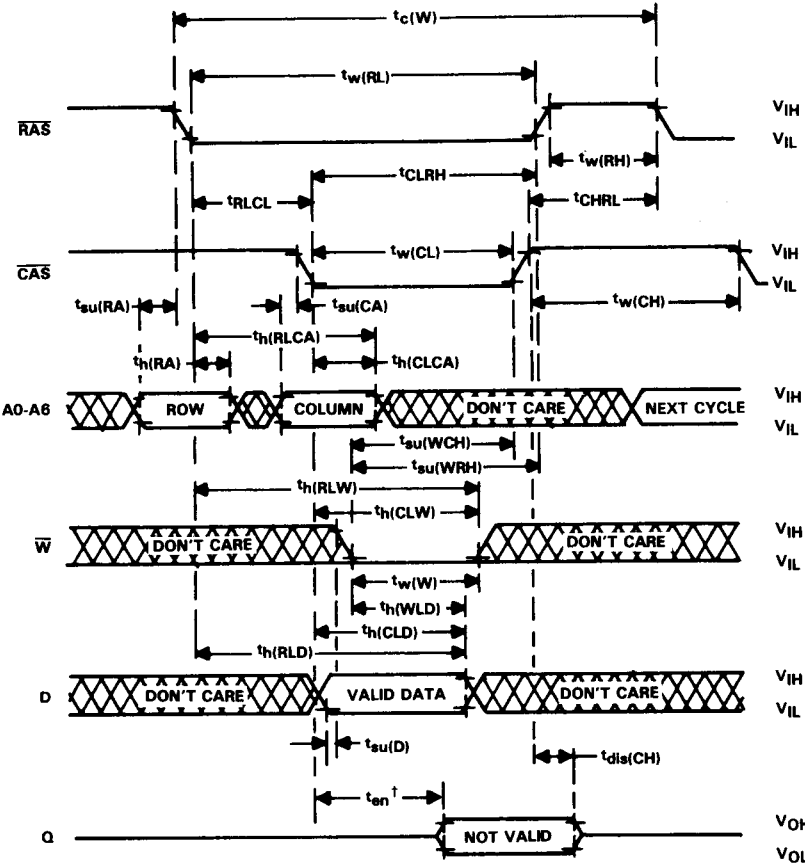 tc(W)
tw(RL)
RAS
VIH
VIL
tw(RH)
tCLRH
tRLCL
tCHRL
CAS
tw(CL)
VIH
VIL
tsu(RA)
tsu(CA)
tw(CH)
th(RLCA)
th(RA)
th(CLCA)
A0-A6
ROW
COLUMN
DON'T CARE
NEXT CYCLE
VIH
VIL
tsu(WCH)
tsu(WRH)
th(RLW)
th(CLW)
W
DON'T CARE
DON'T CARE
VIH
VIL
tw(W)
th(WLD)
th(CLD)
th(RLD)
D
DON'T CARE
VALID DATA
DON'T CARE
VIH
VIL
tsu(D)
tdis(CH)
ten†
Q
NOT VALID
VOH
VOL